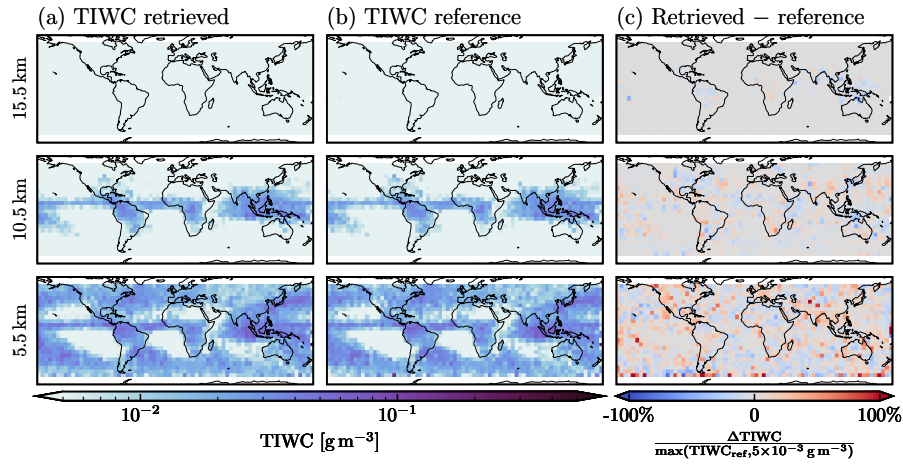 (a) TIWC retrieved
(b) TIWC reference
(c) Retrieved − reference
15.5 km
10.5 km
5.5 km
10⁻²
10⁻¹
TIWC [g m⁻³]
-100%
0
100%
ΔTIWC
max(TIWC_ref, 5×10⁻³ g m⁻³)